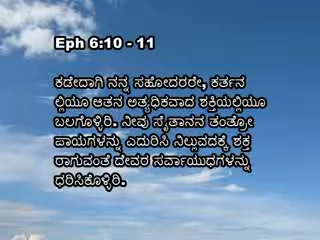 Eph 6:10 - 11
ಕಡೇದಾಗಿ ನನ್ನ ಸಹೋದರರೇ, ಕರ್ತನ
ಲ್ಲಿಯೂ ಆತನ ಅತ್ಯಧಿಕವಾದ ಶಕ್ತಿಯಲ್ಲಿಯೂ
ಬಲಗೊಳ್ಳಿರಿ. ನೀವು ಸೈತಾನನ ತಂತ್ರೋ
ಪಾಯಗಳನ್ನು ಎದುರಿಸಿ ನಿಲ್ಲುವದಕ್ಕೆ ಶಕ್ತ
ರಾಗುವಂತೆ ದೇವರ ಸರ್ವಾಯುಧಗಳನ್ನು
ಧರಿಸಿಕೊಳ್ಳಿರಿ.